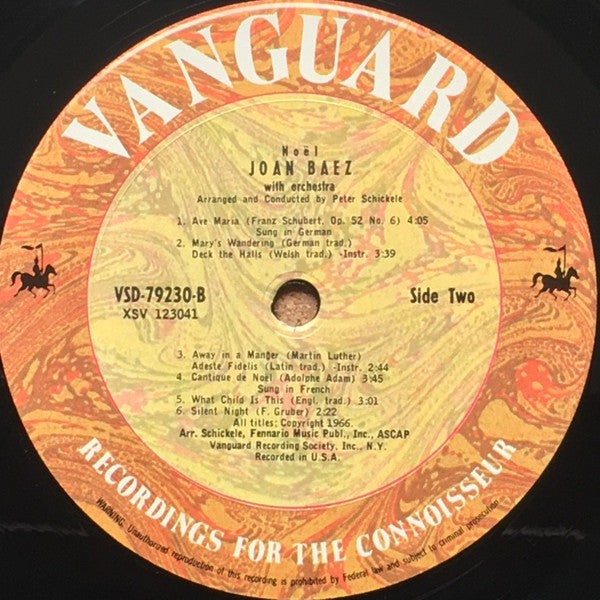 VANGUARD
Noël
JOAN BAEZ
with orchestra
Arranged and Conducted by Peter Schickele
1. Ave Maria (Franz Schubert, Op. 52 No. 6) 4:05
Sung in German
2. Mary's Wandering (German trad.)
Deck the Halls (Welsh trad.) -Instr. 3:39
VSD-79230-B
XSV 123041
Side Two
3. Away in a Manger (Martin Luther)
Adeste Fidelis (Latin trad.) -Instr. 2:44
4. Cantique de Noël (Adolphe Adam) 3:45
Sung in French
5. What Child Is This (Engl. trad.) 3:01
6. Silent Night (F. Gruber) 2:22
All titles; Copyright 1966.
Arr. Schickele, Fennario Music Publ., Inc., ASCAP
Vanguard Recording Society, Inc., N.Y.
Recorded in U.S.A.
RECORDINGS FOR THE CONNOISSEUR
WARNING: Unauthorized reproduction of this recording is prohibited by Federal law and subject to criminal prosecution.